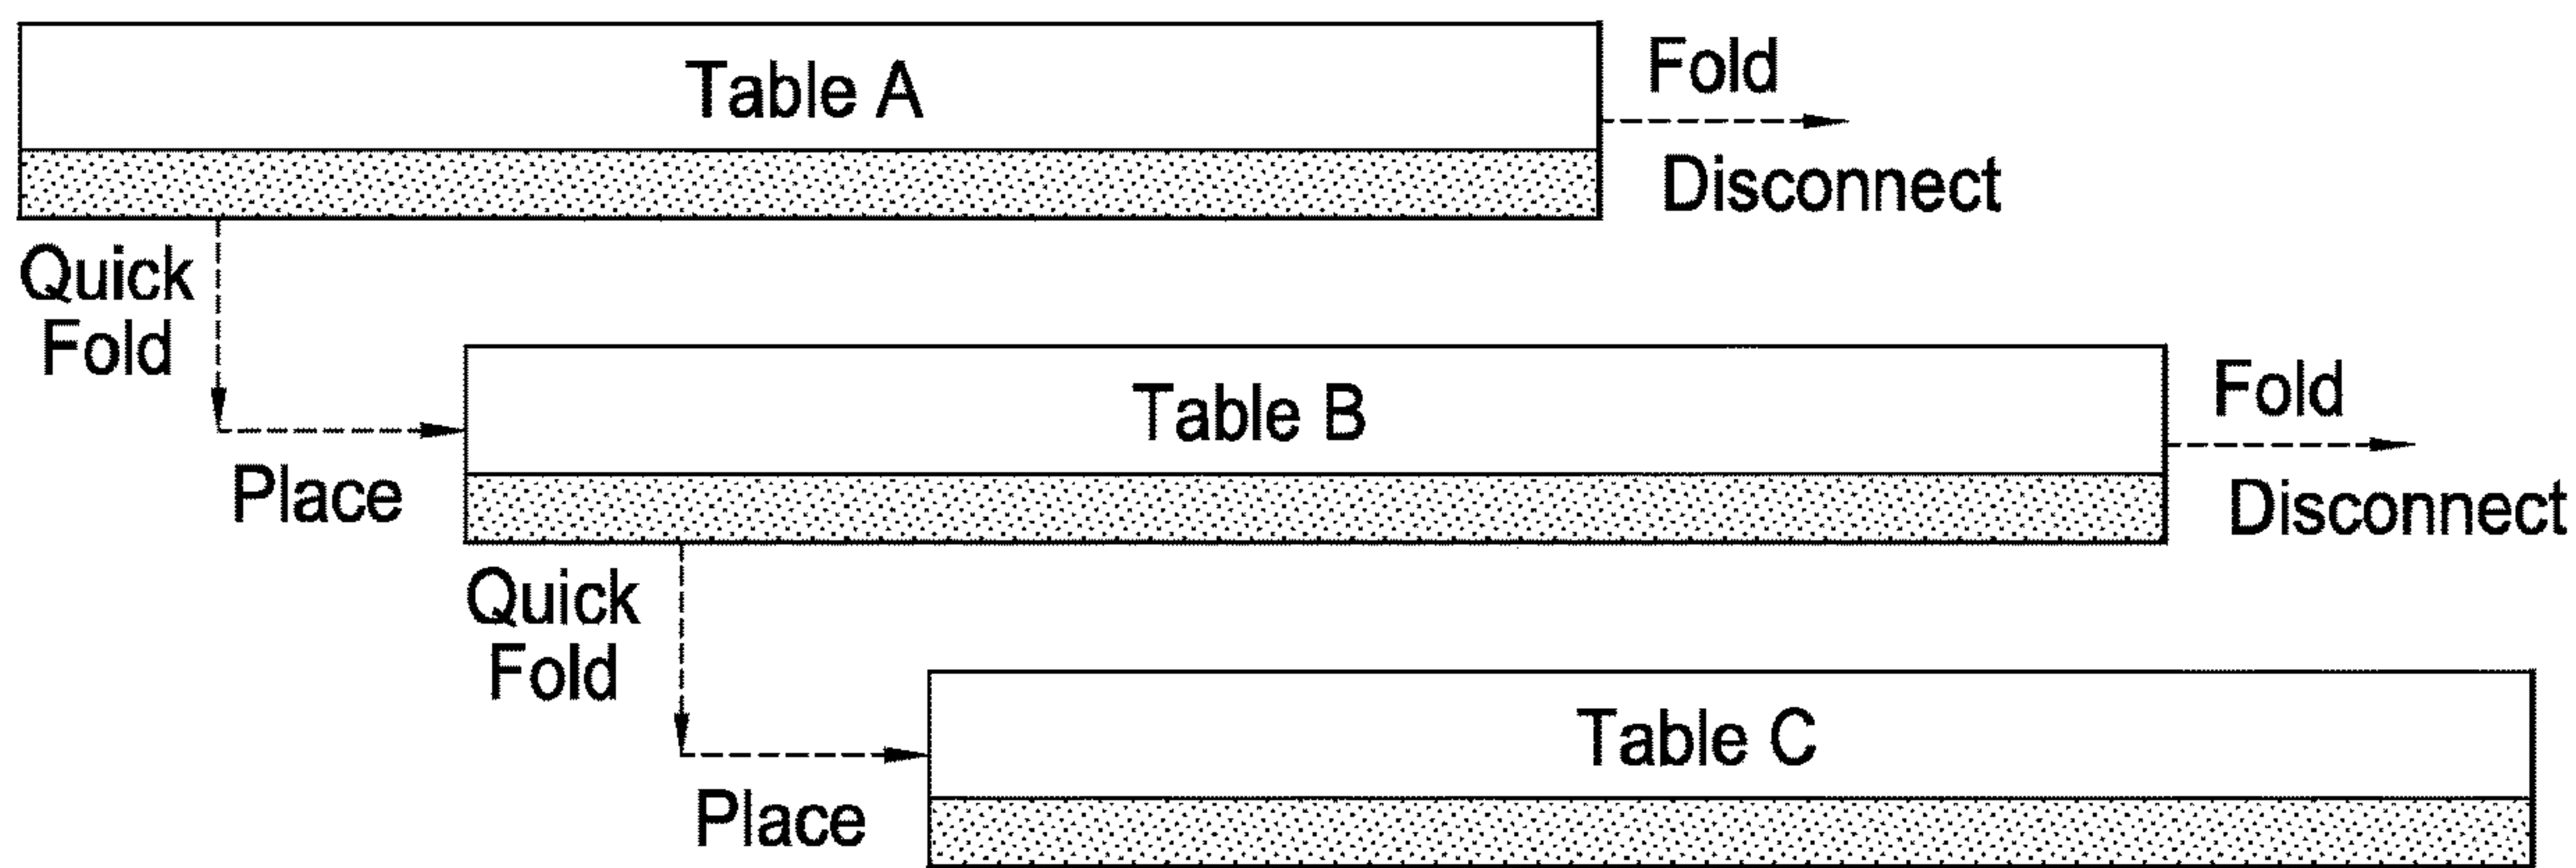 Table A
Fold
Disconnect
Quick
Fold
Place
Table B
Fold
Disconnect
Quick
Fold
Place
Table C